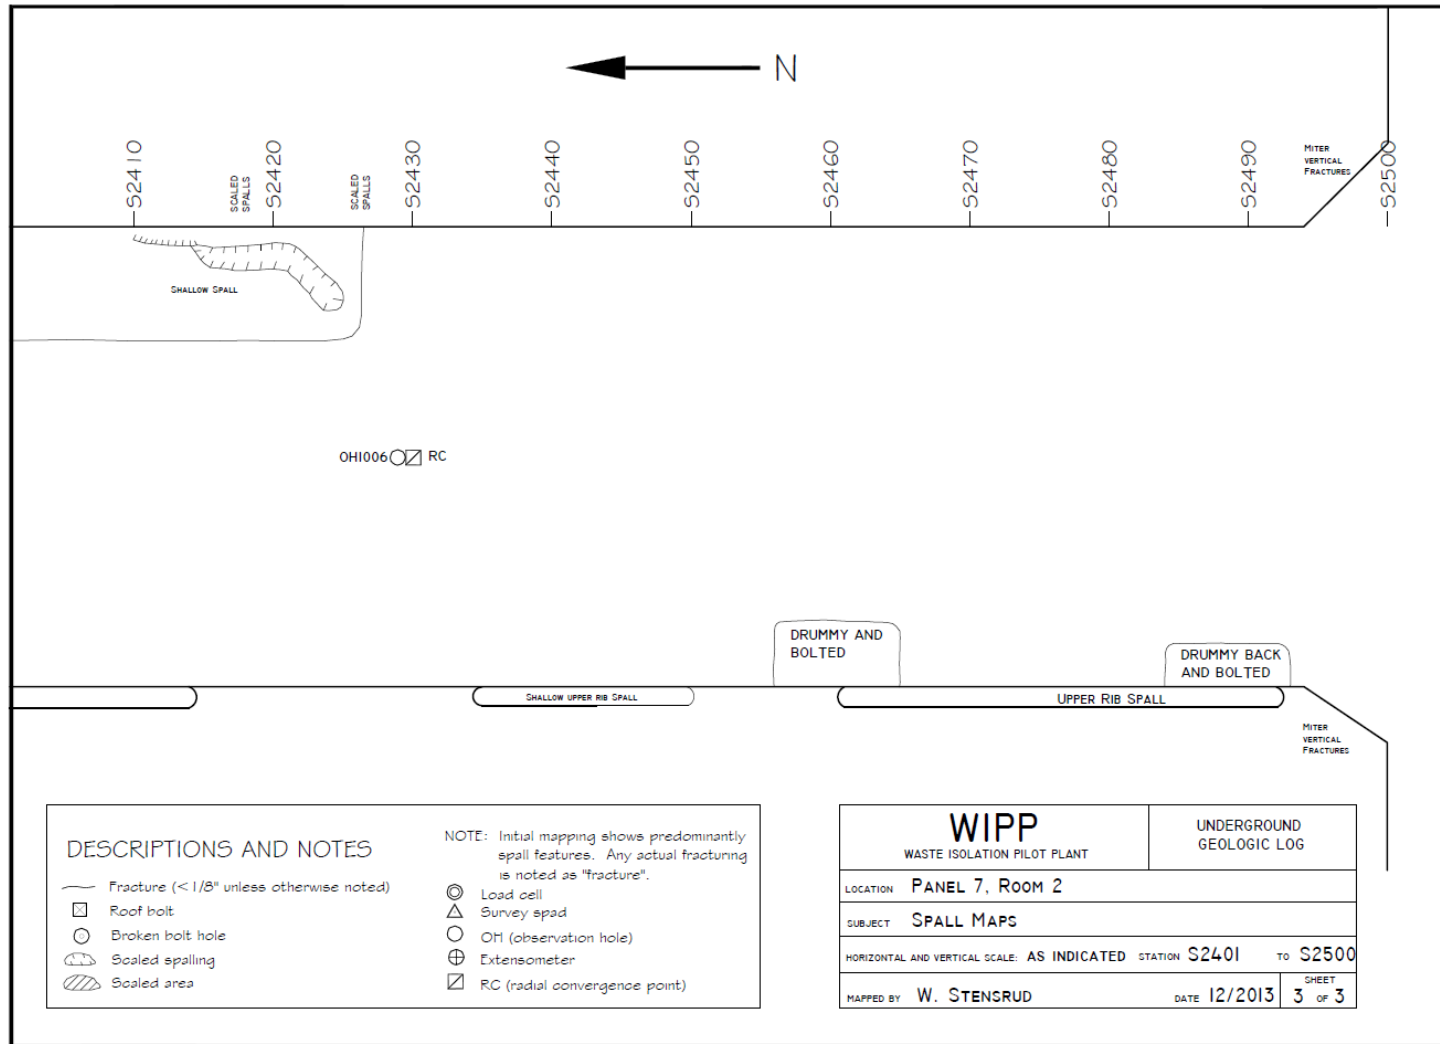 N
S2410
SCALED
SPALLS
S2420
SCALED
SPALLS
S2430
S2440
S2450
S2460
S2470
S2480
S2490
MITER
VERTICAL
FRACTURES
S2500
SHALLOW SPALL
OH1006 RC
DRUMMY AND
BOLTED
DRUMMY BACK
AND BOLTED
SHALLOW UPPER RIB SPALL
UPPER RIB SPALL
MITER
VERTICAL
FRACTURES
DESCRIPTIONS AND NOTES
Fracture (< 1/8" unless otherwise noted)
Roof bolt
Broken bolt hole
Scaled spalling
Scaled area
NOTE: Initial mapping shows predominantly
spall features. Any actual fracturing
is noted as "fracture".
Load cell
Survey spad
OH (observation hole)
Extensometer
RC (radial convergence point)
WIPP
WASTE ISOLATION PILOT PLANT
UNDERGROUND
GEOLOGIC LOG
LOCATION PANEL 7, ROOM 2
SUBJECT SPALL MAPS
HORIZONTAL AND VERTICAL SCALE: AS INDICATED STATION S2401 TO S2500
MAPPED BY W. STENSRUD DATE 12/2013
SHEET
3 OF 3